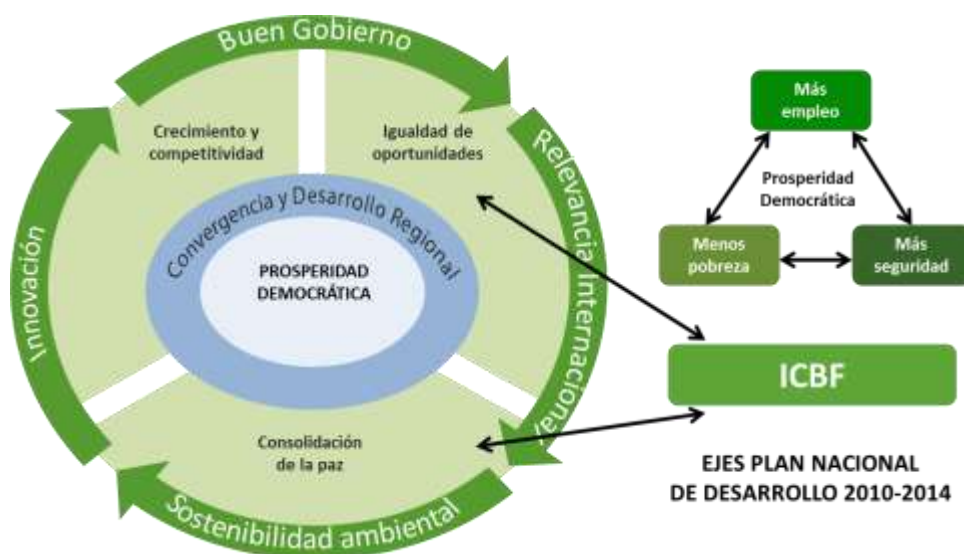 Buen Gobierno
Crecimiento y
competitividad
Igualdad de
oportunidades
Relevancia Internacional
Innovación
Convergencia y Desarrollo Regional
PROSPERIDAD
DEMOCRÁTICA
Consolidación
de la paz
Sostenibilidad ambiental
Más
empleo
Prosperidad
Democrática
Menos
pobreza
Más
seguridad
ICBF
EJES PLAN NACIONAL
DE DESARROLLO 2010-2014